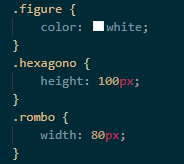 .figure {
    color: white;
}
.hexagono {
    height: 100px;
}
.rombo {
    width: 80px;
}